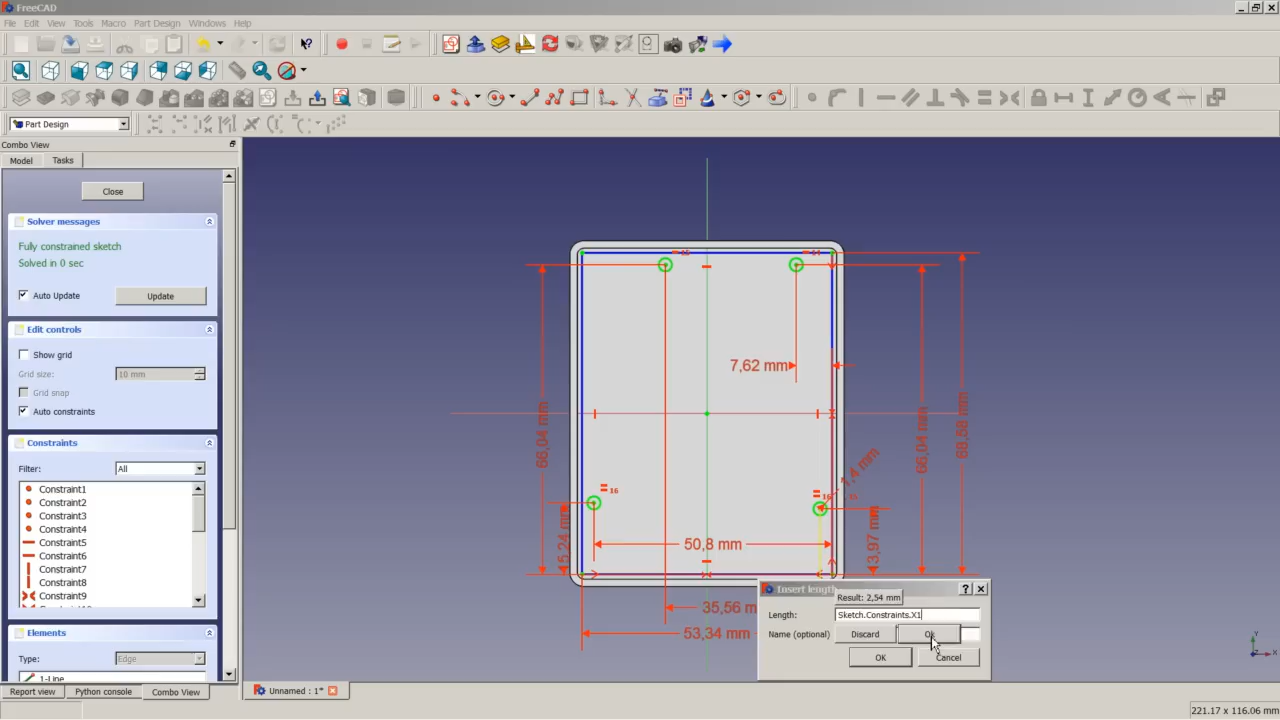 FreeCAD
File Edit View Tools Macro Part Design Windows Help
Part Design
Combo View
Model Tasks
Close
Solver messages
Fully constrained sketch
Solved in 0 sec
Auto Update Update
Edit controls
Show grid
Grid size: 10 mm
Grid snap
Auto constraints
Constraints
Filter: All
Constraint1
Constraint2
Constraint3
Constraint4
Constraint5
Constraint6
Constraint7
Constraint8
Constraint9
Elements
Type: Edge
1-Line
Report view Python console Combo View
Unnamed : 1*
7,62 mm
66,04 mm
66,04 mm
68,58 mm
16
16
50,8 mm
13,97 mm
35,56 m
53,34 mm
Insert length
Result: 2,54 mm
Length: Sketch.Constraints.X1
Name (optional) Discard Ok
OK Cancel
Y
X
221.17 x 116.06 mm